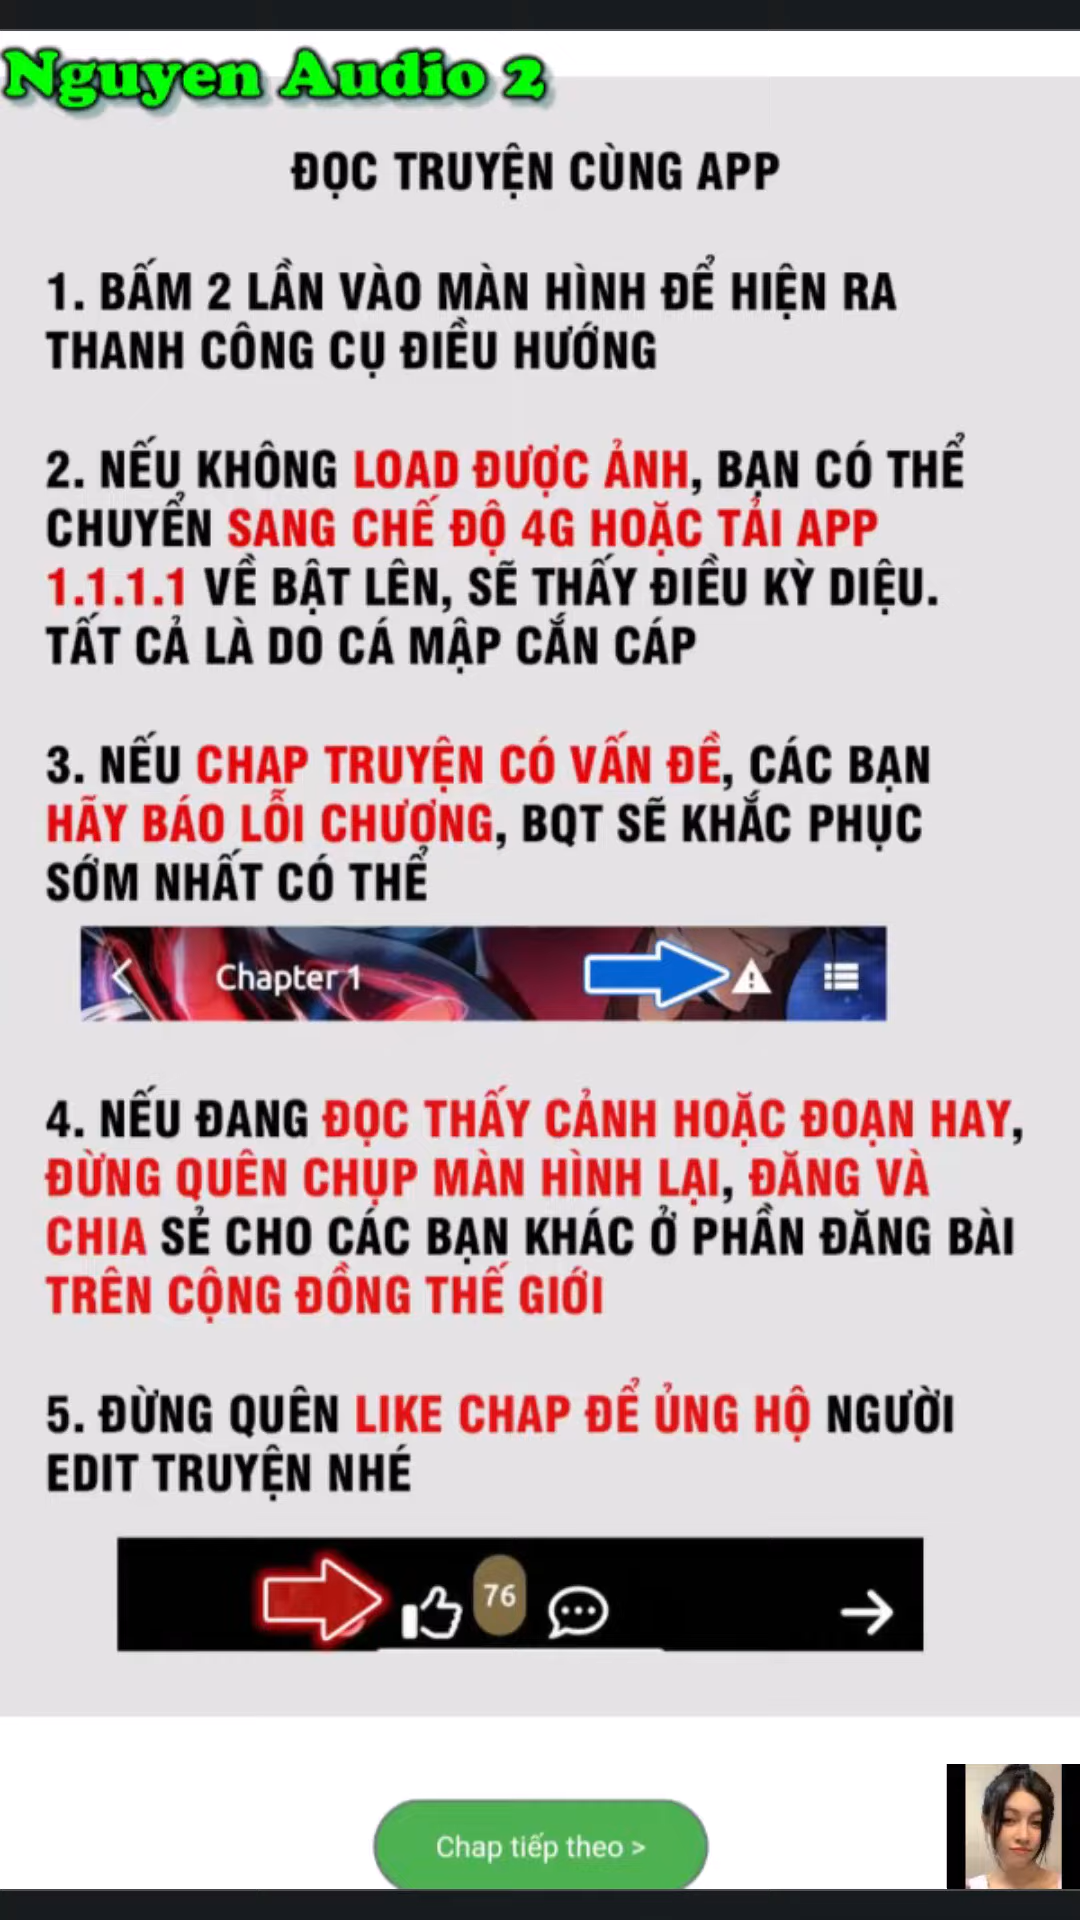 Nguyen Audio 2
ĐỌC TRUYỆN CÙNG APP
1. BẤM 2 LẦN VÀO MÀN HÌNH ĐỂ HIỆN RA
THANH CÔNG CỤ ĐIỀU HƯỚNG
2. NẾU KHÔNG LOAD ĐƯỢC ẢNH, BẠN CÓ THỂ
CHUYỂN SANG CHẾ ĐỘ 4G HOẶC TẢI APP
1.1.1.1 VỀ BẬT LÊN, SẼ THẤY ĐIỀU KỲ DIỆU.
TẤT CẢ LÀ DO CÁ MẬP CẮN CÁP
3. NẾU CHAP TRUYỆN CÓ VẤN ĐỀ, CÁC BẠN
HÃY BÁO LỖI CHƯƠNG, BQT SẼ KHẮC PHỤC
SỚM NHẤT CÓ THỂ
Chapter 1
4. NẾU ĐANG ĐỌC THẤY CẢNH HOẶC ĐOẠN HAY,
ĐỪNG QUÊN CHỤP MÀN HÌNH LẠI, ĐĂNG VÀ
CHIA SẺ CHO CÁC BẠN KHÁC Ở PHẦN ĐĂNG BÀI
TRÊN CỘNG ĐỒNG THẾ GIỚI
5. ĐỪNG QUÊN LIKE CHAP ĐỂ ỦNG HỘ NGƯỜI
EDIT TRUYỆN NHÉ
76
Chap tiếp theo >